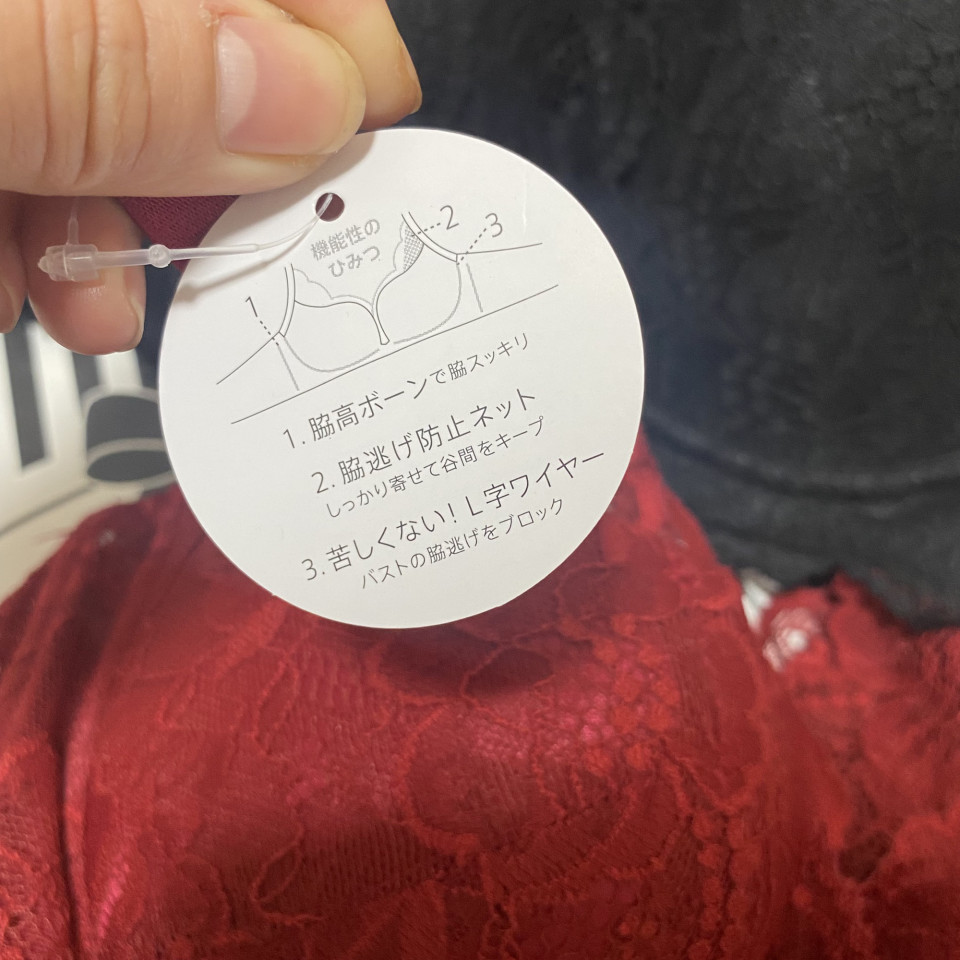 機能性の
ひみつ
1
2
3
1. 脇高ボーンで脇スッキリ
2. 脇逃げ防止ネット
しっかり寄せて谷間をキープ
3. 苦しくない! L字ワイヤー
バストの脇逃げをブロック